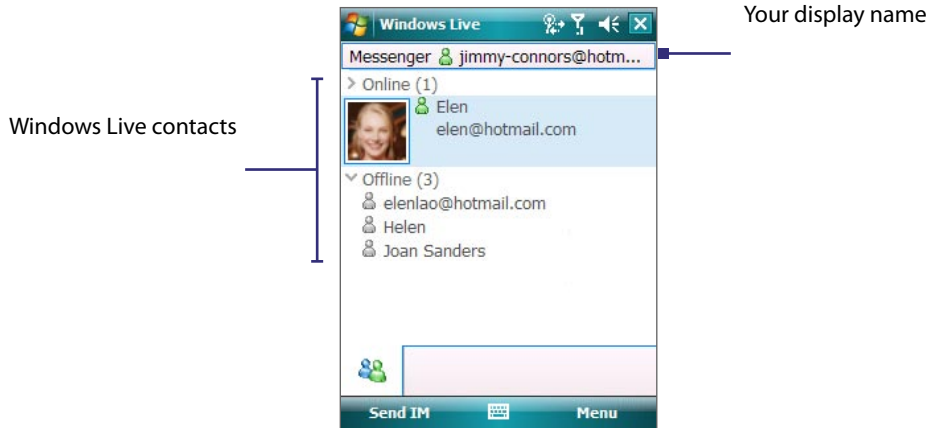 Your display name
Windows Live
Messenger jimmy-connors@hotm...
Online (1)
Elen
elen@hotmail.com
Windows Live contacts
Offline (3)
elenlao@hotmail.com
Helen
Joan Sanders
Send IM
Menu